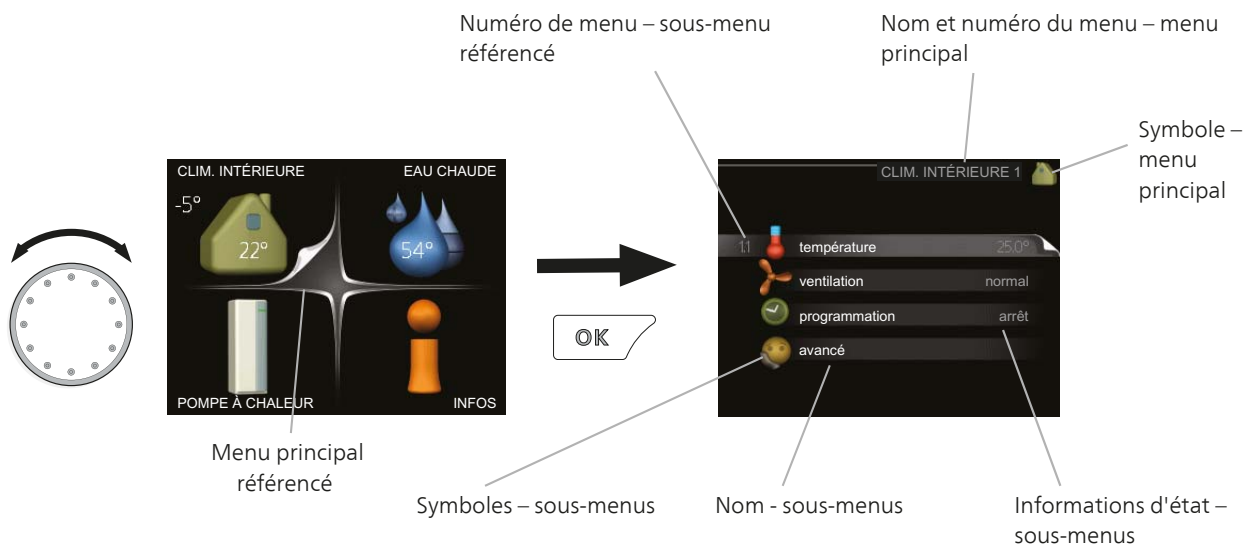 Numéro de menu – sous-menu
référencé
Nom et numéro du menu – menu
principal
Symbole –
menu
principal
CLIM. INTÉRIEURE
EAU CHAUDE
-5°
22°
54°
POMPE À CHALEUR
INFOS
OK
CLIM. INTÉRIEURE 1
1.1
température
25.0°
ventilation
normal
programmation
arrêt
avancé
Menu principal
référencé
Symboles – sous-menus
Nom - sous-menus
Informations d'état –
sous-menus